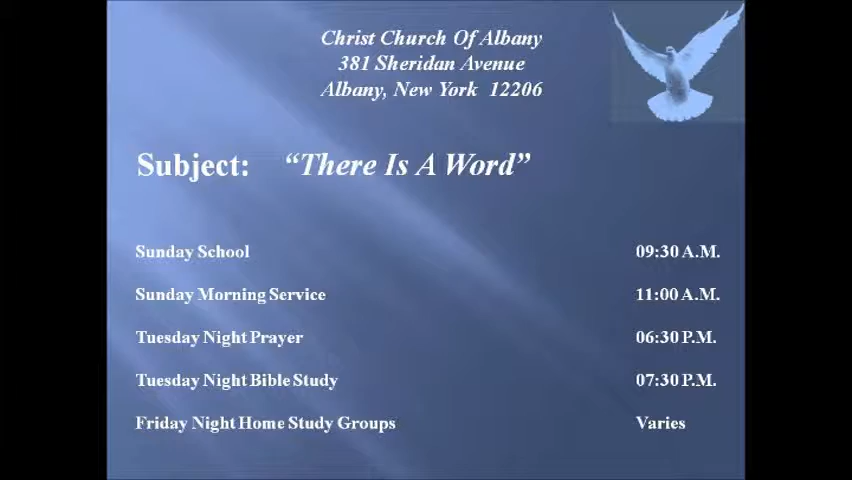 Christ Church Of Albany
381 Sheridan Avenue
Albany, New York 12206
Subject: “There Is A Word”
Sunday School 09:30 A.M.
Sunday Morning Service 11:00 A.M.
Tuesday Night Prayer 06:30 P.M.
Tuesday Night Bible Study 07:30 P.M.
Friday Night Home Study Groups Varies